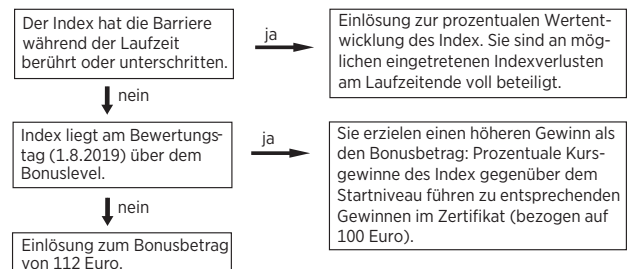 Der Index hat die Barriere
während der Laufzeit
berührt oder unterschritten.
ja
Einlösung zur prozentualen Wertent-
wicklung des Index. Sie sind an mög-
lichen eingetretenen Indexverlusten
am Laufzeitende voll beteiligt.
nein
Index liegt am Bewertungs-
tag (1.8.2019) über dem
Bonuslevel.
ja
Sie erzielen einen höheren Gewinn als
den Bonusbetrag: Prozentuale Kurs-
gewinne des Index gegenüber dem
Startniveau führen zu entsprechenden
Gewinnen im Zertifikat (bezogen auf
100 Euro).
nein
Einlösung zum Bonusbetrag
von 112 Euro.